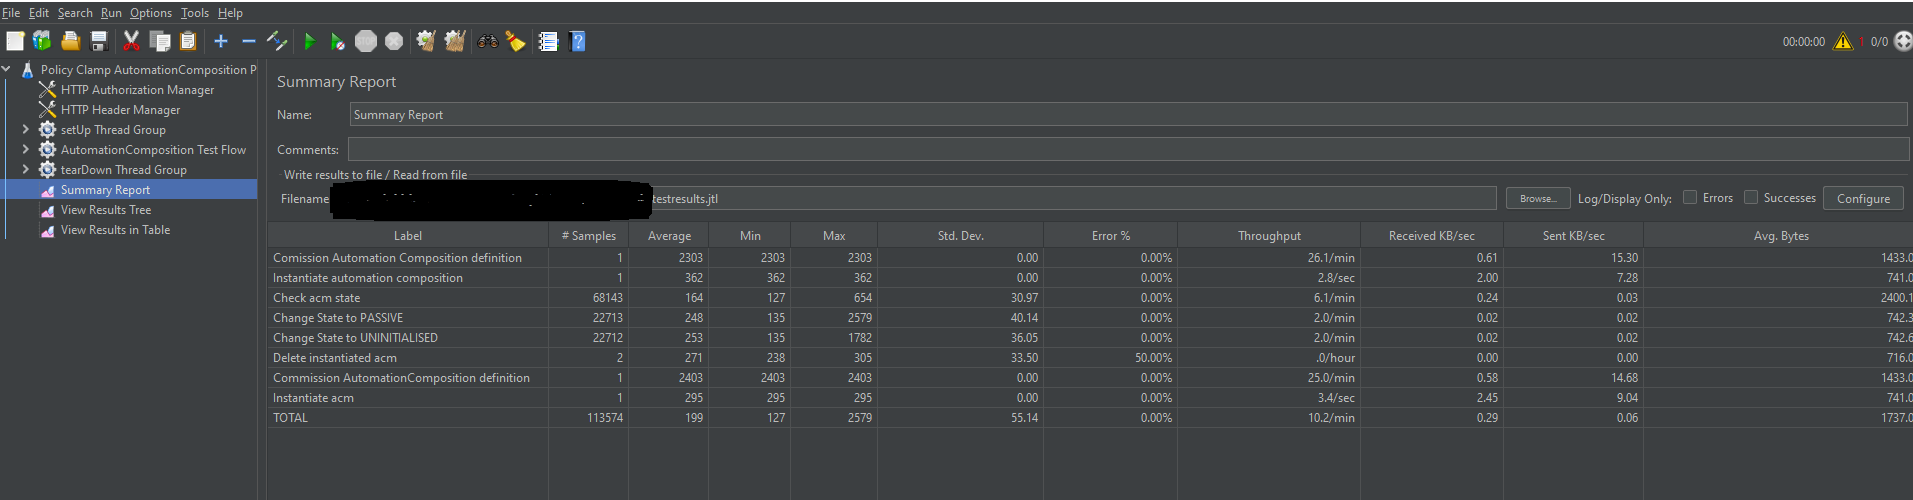 File Edit Search Run Options Tools Help
STOP
00:00:00 1 0/0
Policy Clamp AutomationComposition P
HTTP Authorization Manager
HTTP Header Manager
setUp Thread Group
AutomationComposition Test Flow
tearDown Thread Group
Summary Report
View Results Tree
View Results in Table
Summary Report
Name: Summary Report
Comments:
Write results to file / Read from file
Filename testresults.jtl Browse... Log/Display Only: Errors Successes Configure
Label # Samples Average Min Max Std. Dev. Error % Throughput Received KB/sec Sent KB/sec Avg. Bytes
Comission Automation Composition definition 1 2303 2303 2303 0.00 0.00% 26.1/min 0.61 15.30 1433.0
Instantiate automation composition 1 362 362 362 0.00 0.00% 2.8/sec 2.00 7.28 741.0
Check acm state 68143 164 127 654 30.97 0.00% 6.1/min 0.24 0.03 2400.1
Change State to PASSIVE 22713 248 135 2579 40.14 0.00% 2.0/min 0.02 0.02 742.3
Change State to UNINITIALISED 22712 253 135 1782 36.05 0.00% 2.0/min 0.02 0.02 742.6
Delete instantiated acm 2 271 238 305 33.50 50.00% .0/hour 0.00 0.00 716.0
Commission AutomationComposition definition 1 2403 2403 2403 0.00 0.00% 25.0/min 0.58 14.68 1433.0
Instantiate acm 1 295 295 295 0.00 0.00% 3.4/sec 2.45 9.04 741.0
TOTAL 113574 199 127 2579 55.14 0.00% 10.2/min 0.29 0.06 1737.0